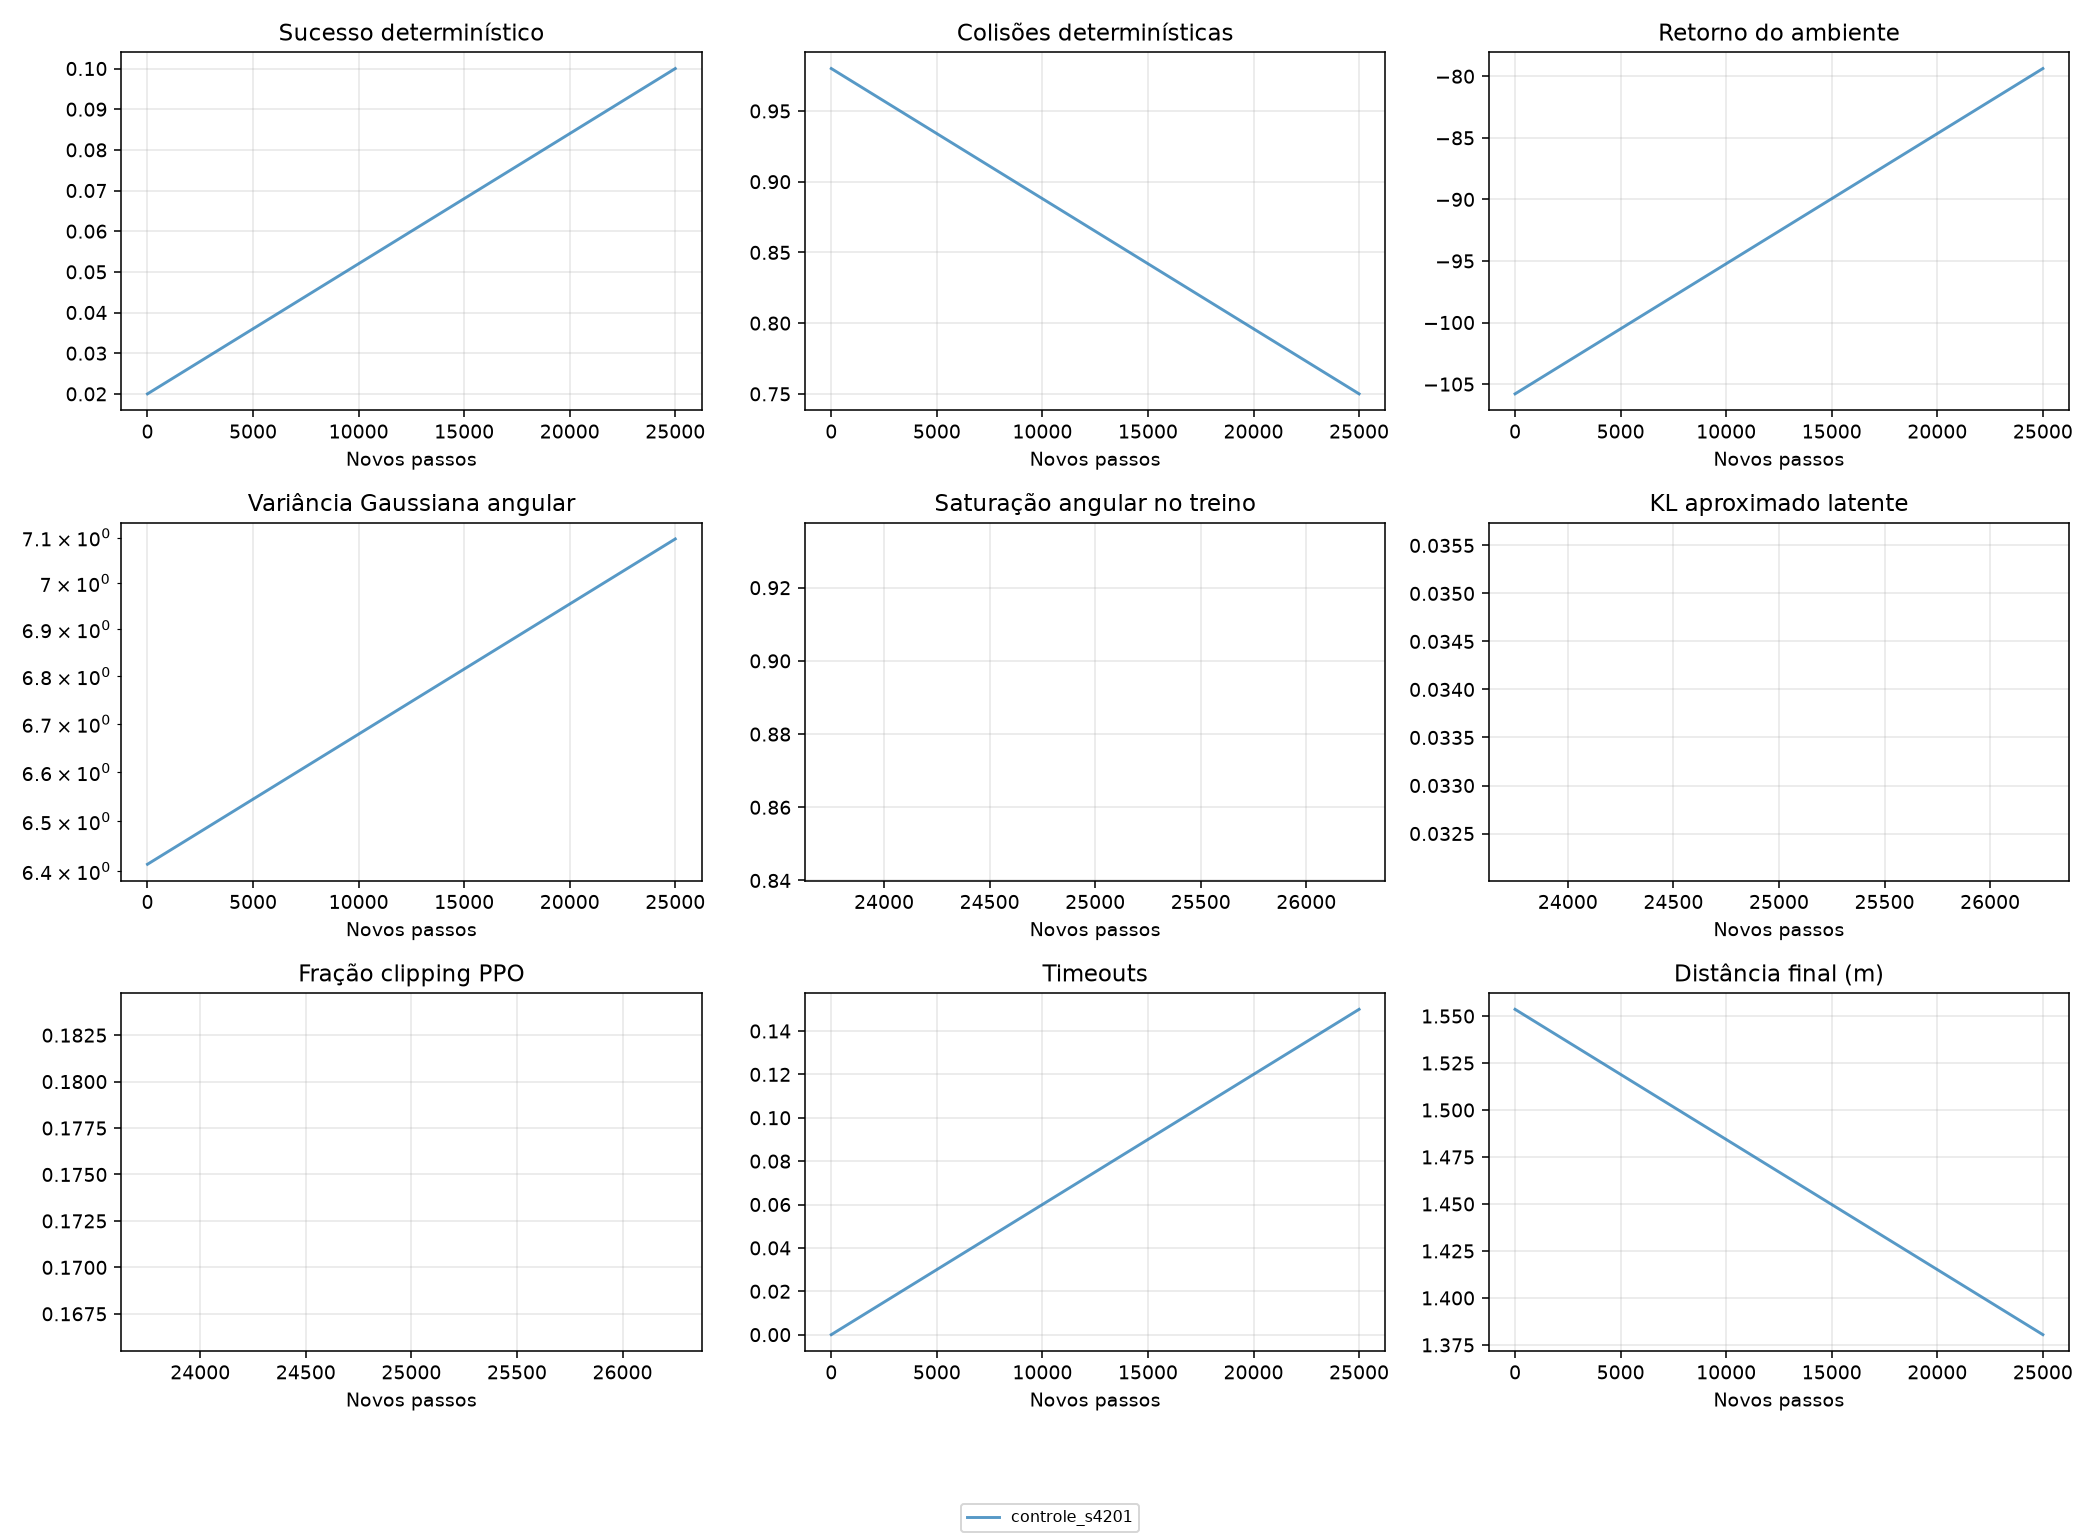 Sucesso determinístico
0.10
0.09
0.08
0.07
0.06
0.05
0.04
0.03
0.02
0 5000 10000 15000 20000 25000
Novos passos
Colisões determinísticas
0.95
0.90
0.85
0.80
0.75
0 5000 10000 15000 20000 25000
Novos passos
Retorno do ambiente
−80
−85
−90
−95
−100
−105
0 5000 10000 15000 20000 25000
Novos passos
Variância Gaussiana angular
7.1 × 10⁰
7 × 10⁰
6.9 × 10⁰
6.8 × 10⁰
6.7 × 10⁰
6.6 × 10⁰
6.5 × 10⁰
6.4 × 10⁰
0 5000 10000 15000 20000 25000
Novos passos
Saturação angular no treino
0.92
0.90
0.88
0.86
0.84
24000 24500 25000 25500 26000
Novos passos
KL aproximado latente
0.0355
0.0350
0.0345
0.0340
0.0335
0.0330
0.0325
24000 24500 25000 25500 26000
Novos passos
Fração clipping PPO
0.1825
0.1800
0.1775
0.1750
0.1725
0.1700
0.1675
24000 24500 25000 25500 26000
Novos passos
Timeouts
0.14
0.12
0.10
0.08
0.06
0.04
0.02
0.00
0 5000 10000 15000 20000 25000
Novos passos
Distância final (m)
1.550
1.525
1.500
1.475
1.450
1.425
1.400
1.375
0 5000 10000 15000 20000 25000
Novos passos
controle_s4201